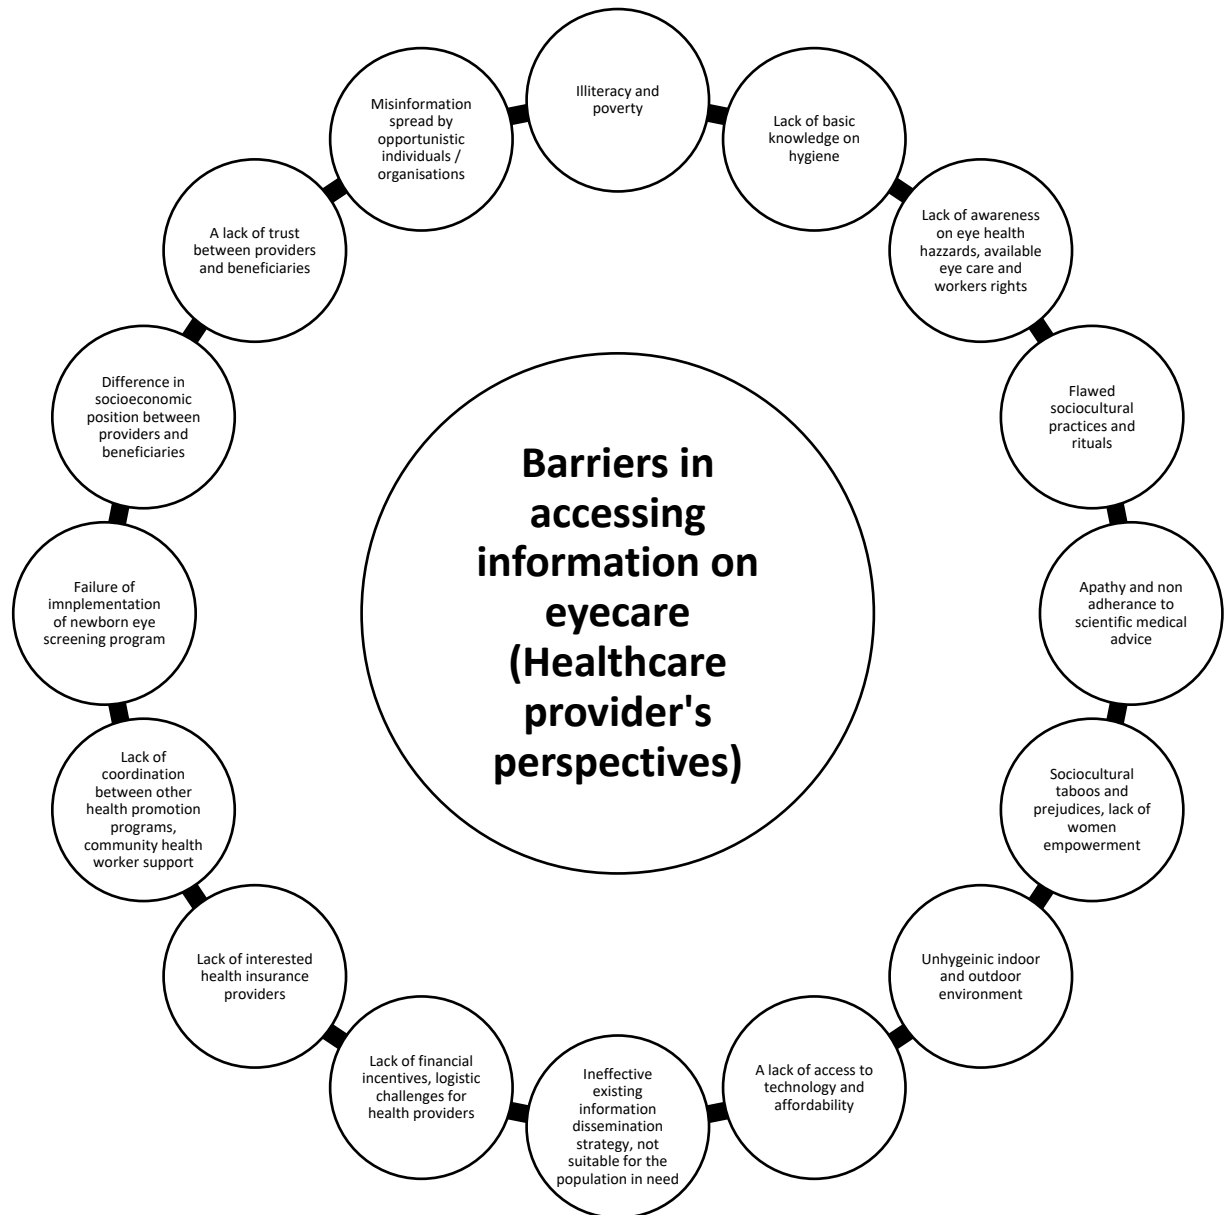 Illiteracy and
poverty
Lack of basic
knowledge on
hygiene
Lack of awareness
on eye health
hazzards, available
eye care and
workers rights
Flawed
sociocultural
practices and
rituals
Apathy and non
adherance to
scientific medical
advice
Sociocultural
taboos and
prejudices, lack of
women
empowerment
Unhygeinic indoor
and outdoor
environment
A lack of access to
technology and
affordability
Ineffective
existing
information
dissemination
strategy, not
suitable for the
population in need
Lack of financial
incentives, logistic
challenges for
health providers
Lack of interested
health insurance
providers
Lack of
coordination
between other
health promotion
programs,
community health
worker support
Failure of
imnplementation
of newborn eye
screening program
Difference in
socioeconomic
position between
providers and
beneficiaries
A lack of trust
between providers
and beneficiaries
Misinformation
spread by
opportunistic
individuals /
organisations
Barriers in
accessing
information on
eyecare
(Healthcare
provider's
perspectives)